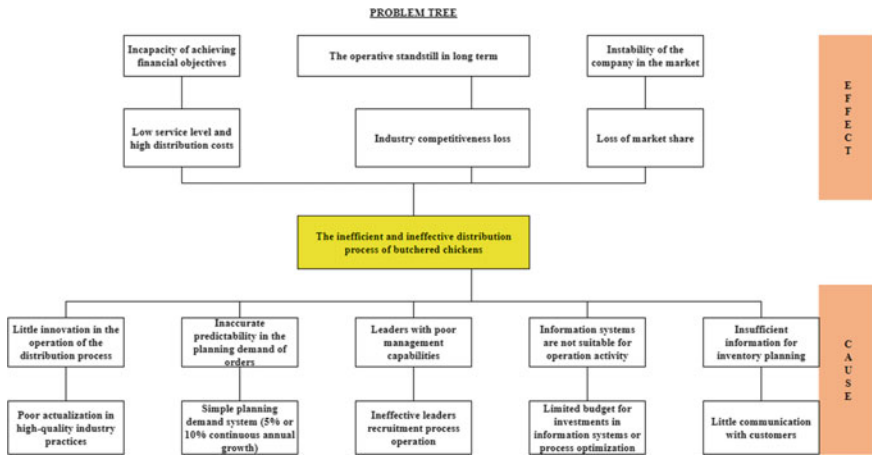 PROBLEM TREE
Incapacity of achieving
financial objectives
The operative standstill in long term
Instability of the
company in the market
Low service level and
high distribution costs
Industry competitiveness loss
Loss of market share
E
F
F
E
C
T
The inefficient and ineffective distribution
process of butchered chickens
Little innovation in the
operation of the
distribution process
Inaccurate
predictability in the
planning demand of
orders
Leaders with poor
management
capabilities
Information systems
are not suitable for
operation activity
Insufficient
information for
inventory planning
Poor actualization in
high-quality industry
practices
Simple planning
demand system (5% or
10% continuous annual
growth)
Ineffective leaders
recruitment process
operation
Limited budget for
investments in
information systems or
process optimization
Little communication
with customers
C
A
U
S
E